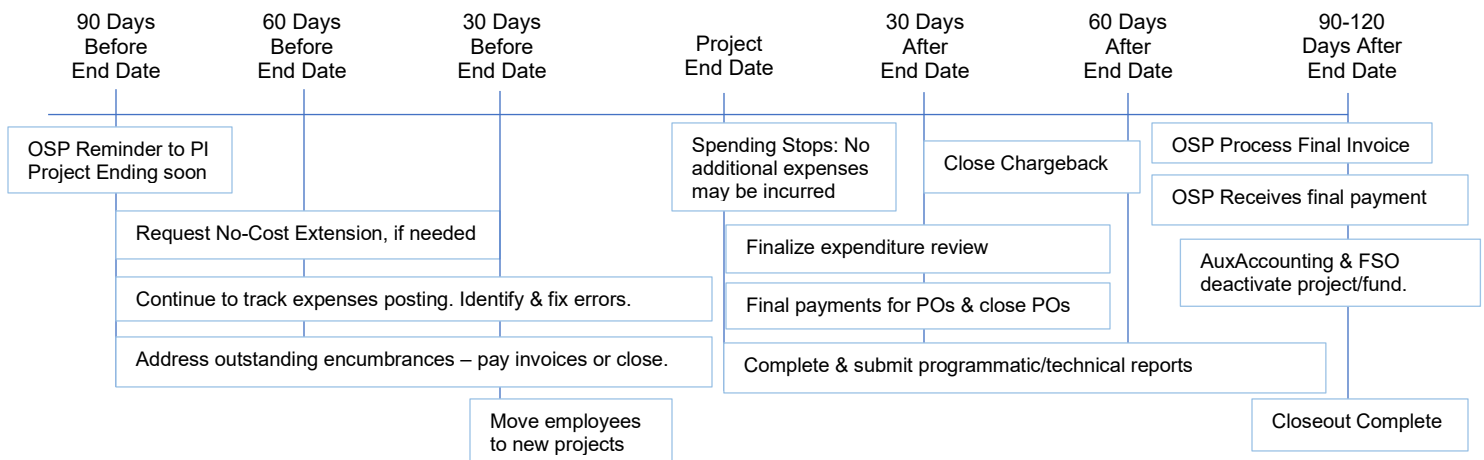 90 Days
Before
End Date
60 Days
Before
End Date
30 Days
Before
End Date
Project
End Date
30 Days
After
End Date
60 Days
After
End Date
90-120
Days After
End Date
OSP Reminder to PI
Project Ending soon
Request No-Cost Extension, if needed
Continue to track expenses posting. Identify & fix errors.
Address outstanding encumbrances – pay invoices or close.
Move employees
to new projects
Spending Stops: No
additional expenses
may be incurred
Close Chargeback
Finalize expenditure review
Final payments for POs & close POs
Complete & submit programmatic/technical reports
OSP Process Final Invoice
OSP Receives final payment
AuxAccounting & FSO
deactivate project/fund.
Closeout Complete